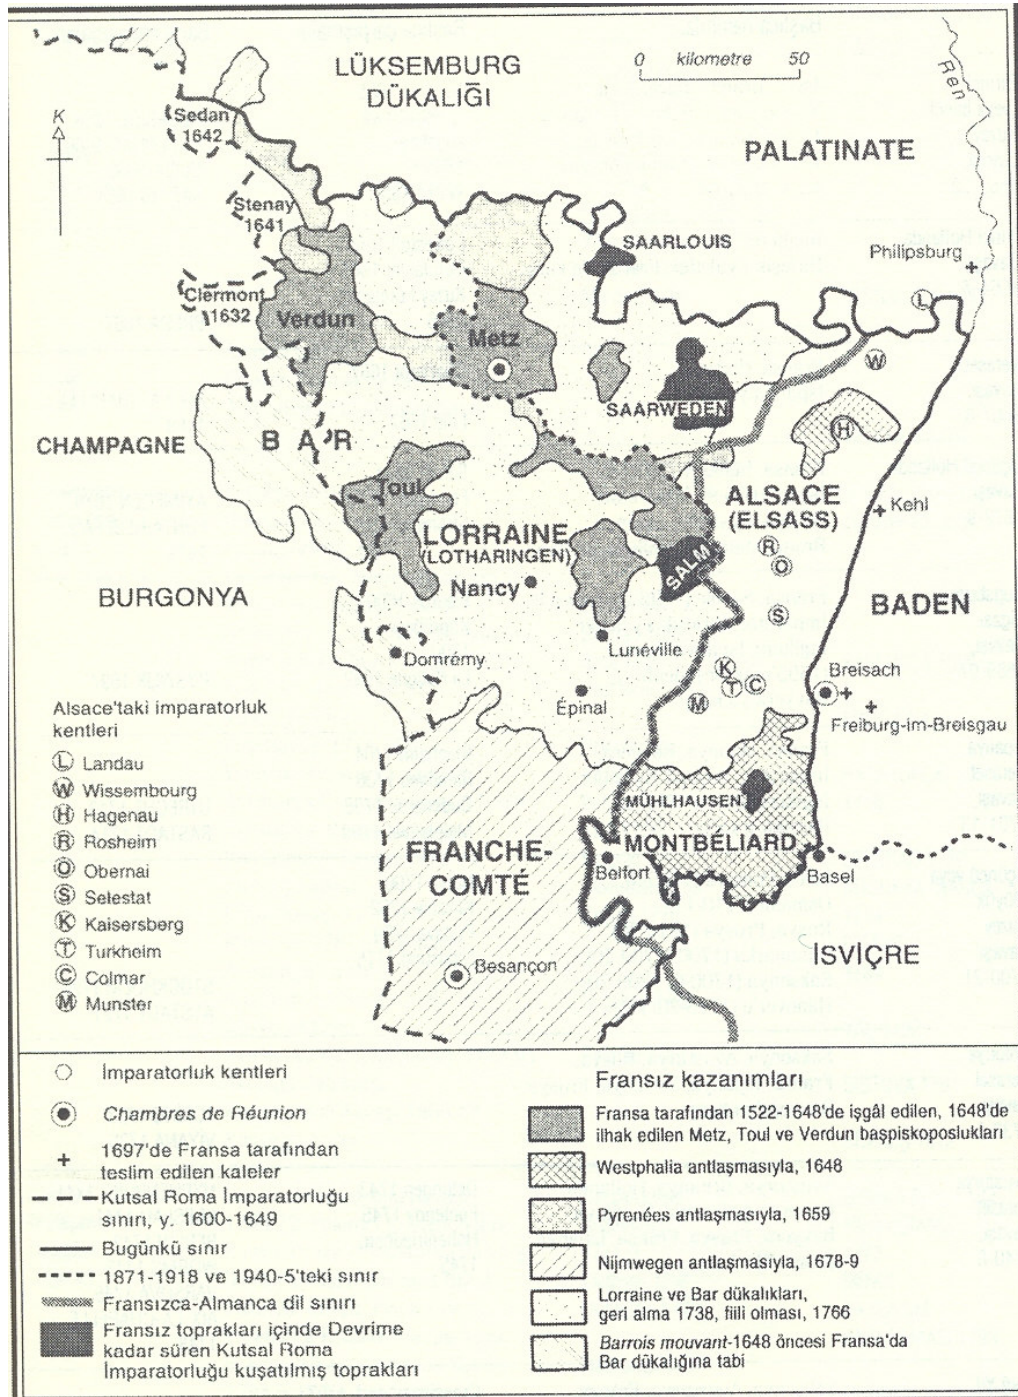 LÜKSEMBURG
DÜKALIĞI
0 kilometre 50
Ren
K
Sedan
1642
PALATINATE
Stenay
1641
SAARLOUIS
Philipsburg
L
Clermont
1632
Verdun
Metz
W
SAARWEDEN
CHAMPAGNE
BAR
H
Toul
ALSACE
(ELSASS)
Kehl
LORRAINE
(LOTHARINGEN)
R
O
SALM
Nancy
BURGONYA
BADEN
S
Lunéville
Domrémy
K
T
C
M
Breisach
Épinal
Freiburg-im-Breisgau
Alsace'taki imparatorluk
kentleri
L Landau
W Wissembourg
H Hagenau
R Rosheim
O Obernai
S Selestat
K Kaisersberg
T Turkheim
C Colmar
M Munster
MÜHLHAUSEN
MONTBÉLIARD
FRANCHE-
COMTÉ
Belfort
Basel
İSVİÇRE
Besançon
İmparatorluk kentleri
Chambres de Réunion
1697'de Fransa tarafından
teslim edilen kaleler
Kutsal Roma İmparatorluğu
sınırı, y. 1600-1649
Bugünkü sınır
1871-1918 ve 1940-5'teki sınır
Fransızca-Almanca dil sınırı
Fransız toprakları içinde Devrime
kadar süren Kutsal Roma
İmparatorluğu kuşatılmış toprakları
Fransız kazanımları
Fransa tarafından 1522-1648'de işgâl edilen, 1648'de
ilhak edilen Metz, Toul ve Verdun başpiskoposlukları
Westphalia antlaşmasıyla, 1648
Pyrenées antlaşmasıyla, 1659
Nijmwegen antlaşmasıyla, 1678-9
Lorraine ve Bar dükalıkları,
geri alma 1738, fiili olması, 1766
Barrois mouvant-1648 öncesi Fransa'da
Bar dükalığına tabi